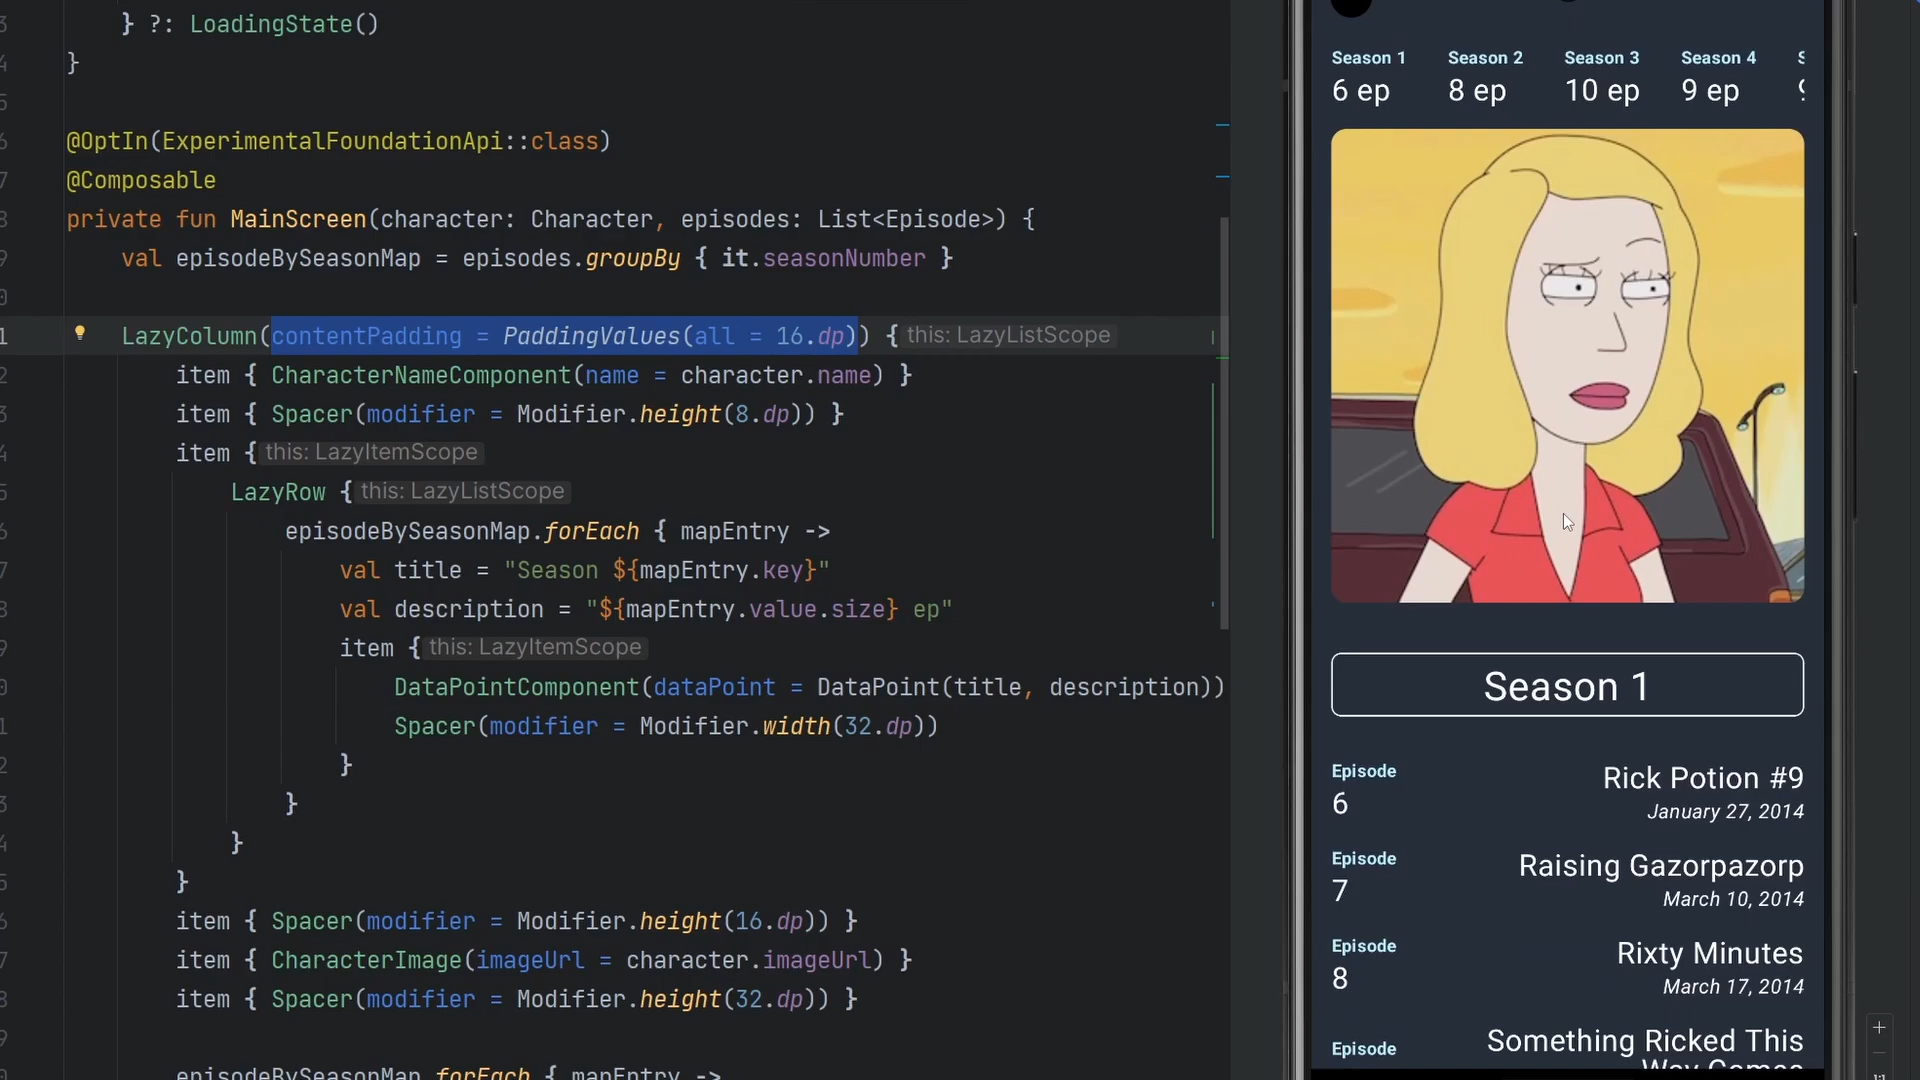 } ?: LoadingState()
}
@OptIn(ExperimentalFoundationApi::class)
@Composable
private fun MainScreen(character: Character, episodes: List<Episode>) {
val episodeBySeasonMap = episodes.groupBy { it.seasonNumber }
LazyColumn(contentPadding = PaddingValues(all = 16.dp)) { this: LazyListScope
item { CharacterNameComponent(name = character.name) }
item { Spacer(modifier = Modifier.height(8.dp)) }
item { this: LazyItemScope
LazyRow { this: LazyListScope
episodeBySeasonMap.forEach { mapEntry ->
val title = "Season ${mapEntry.key}"
val description = "${mapEntry.value.size} ep"
item { this: LazyItemScope
DataPointComponent(dataPoint = DataPoint(title, description))
Spacer(modifier = Modifier.width(32.dp))
}
}
}
}
item { Spacer(modifier = Modifier.height(16.dp)) }
item { CharacterImage(imageUrl = character.imageUrl) }
item { Spacer(modifier = Modifier.height(32.dp)) }
episodeBySeasonMap.forEach { mapEntry ->
Season 1 Season 2 Season 3 Season 4
6 ep 8 ep 10 ep 9 ep
Season 1
Episode
6
Rick Potion #9
January 27, 2014
Episode
7
Raising Gazorpazorp
March 10, 2014
Episode
8
Rixty Minutes
March 17, 2014
Episode
Something Ricked This
Way Comes